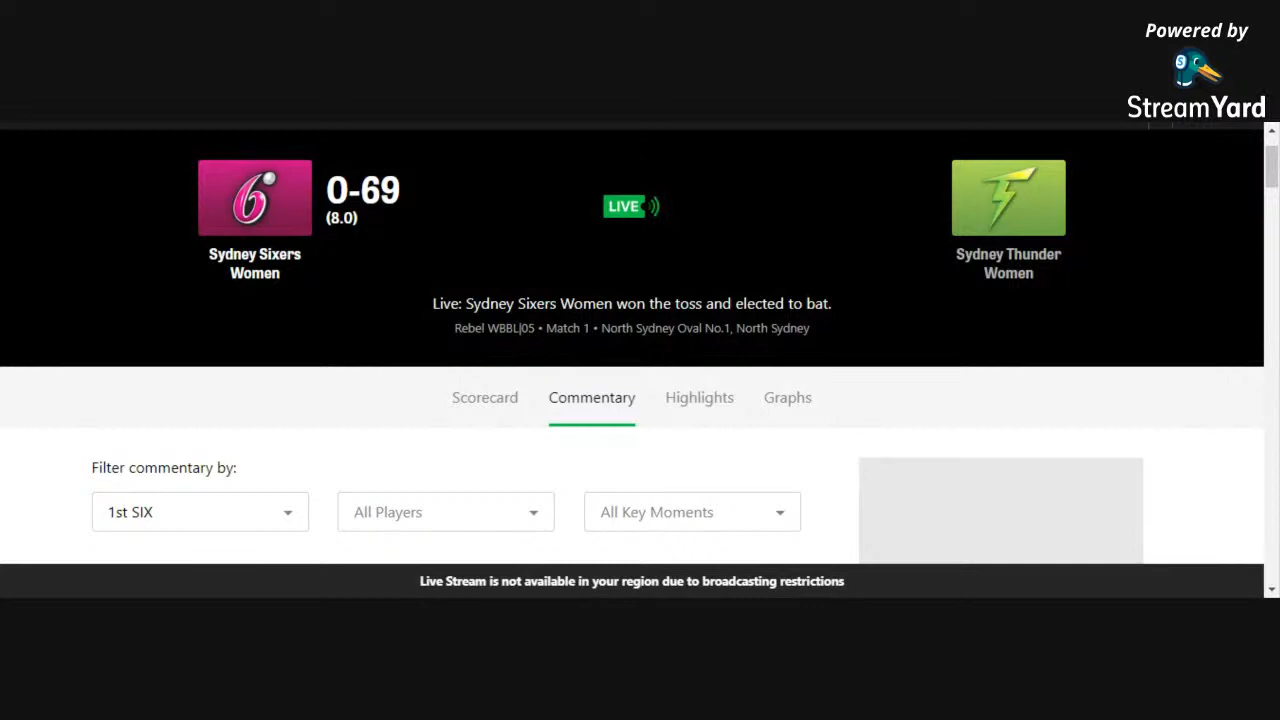 Powered by
StreamYard
0-69
(8.0)
LIVE
Sydney Sixers
Women
Sydney Thunder
Women
Live: Sydney Sixers Women won the toss and elected to bat.
Rebel WBBL|05 • Match 1 • North Sydney Oval No.1, North Sydney
Scorecard
Commentary
Highlights
Graphs
Filter commentary by:
1st SIX
All Players
All Key Moments
Live Stream is not available in your region due to broadcasting restrictions